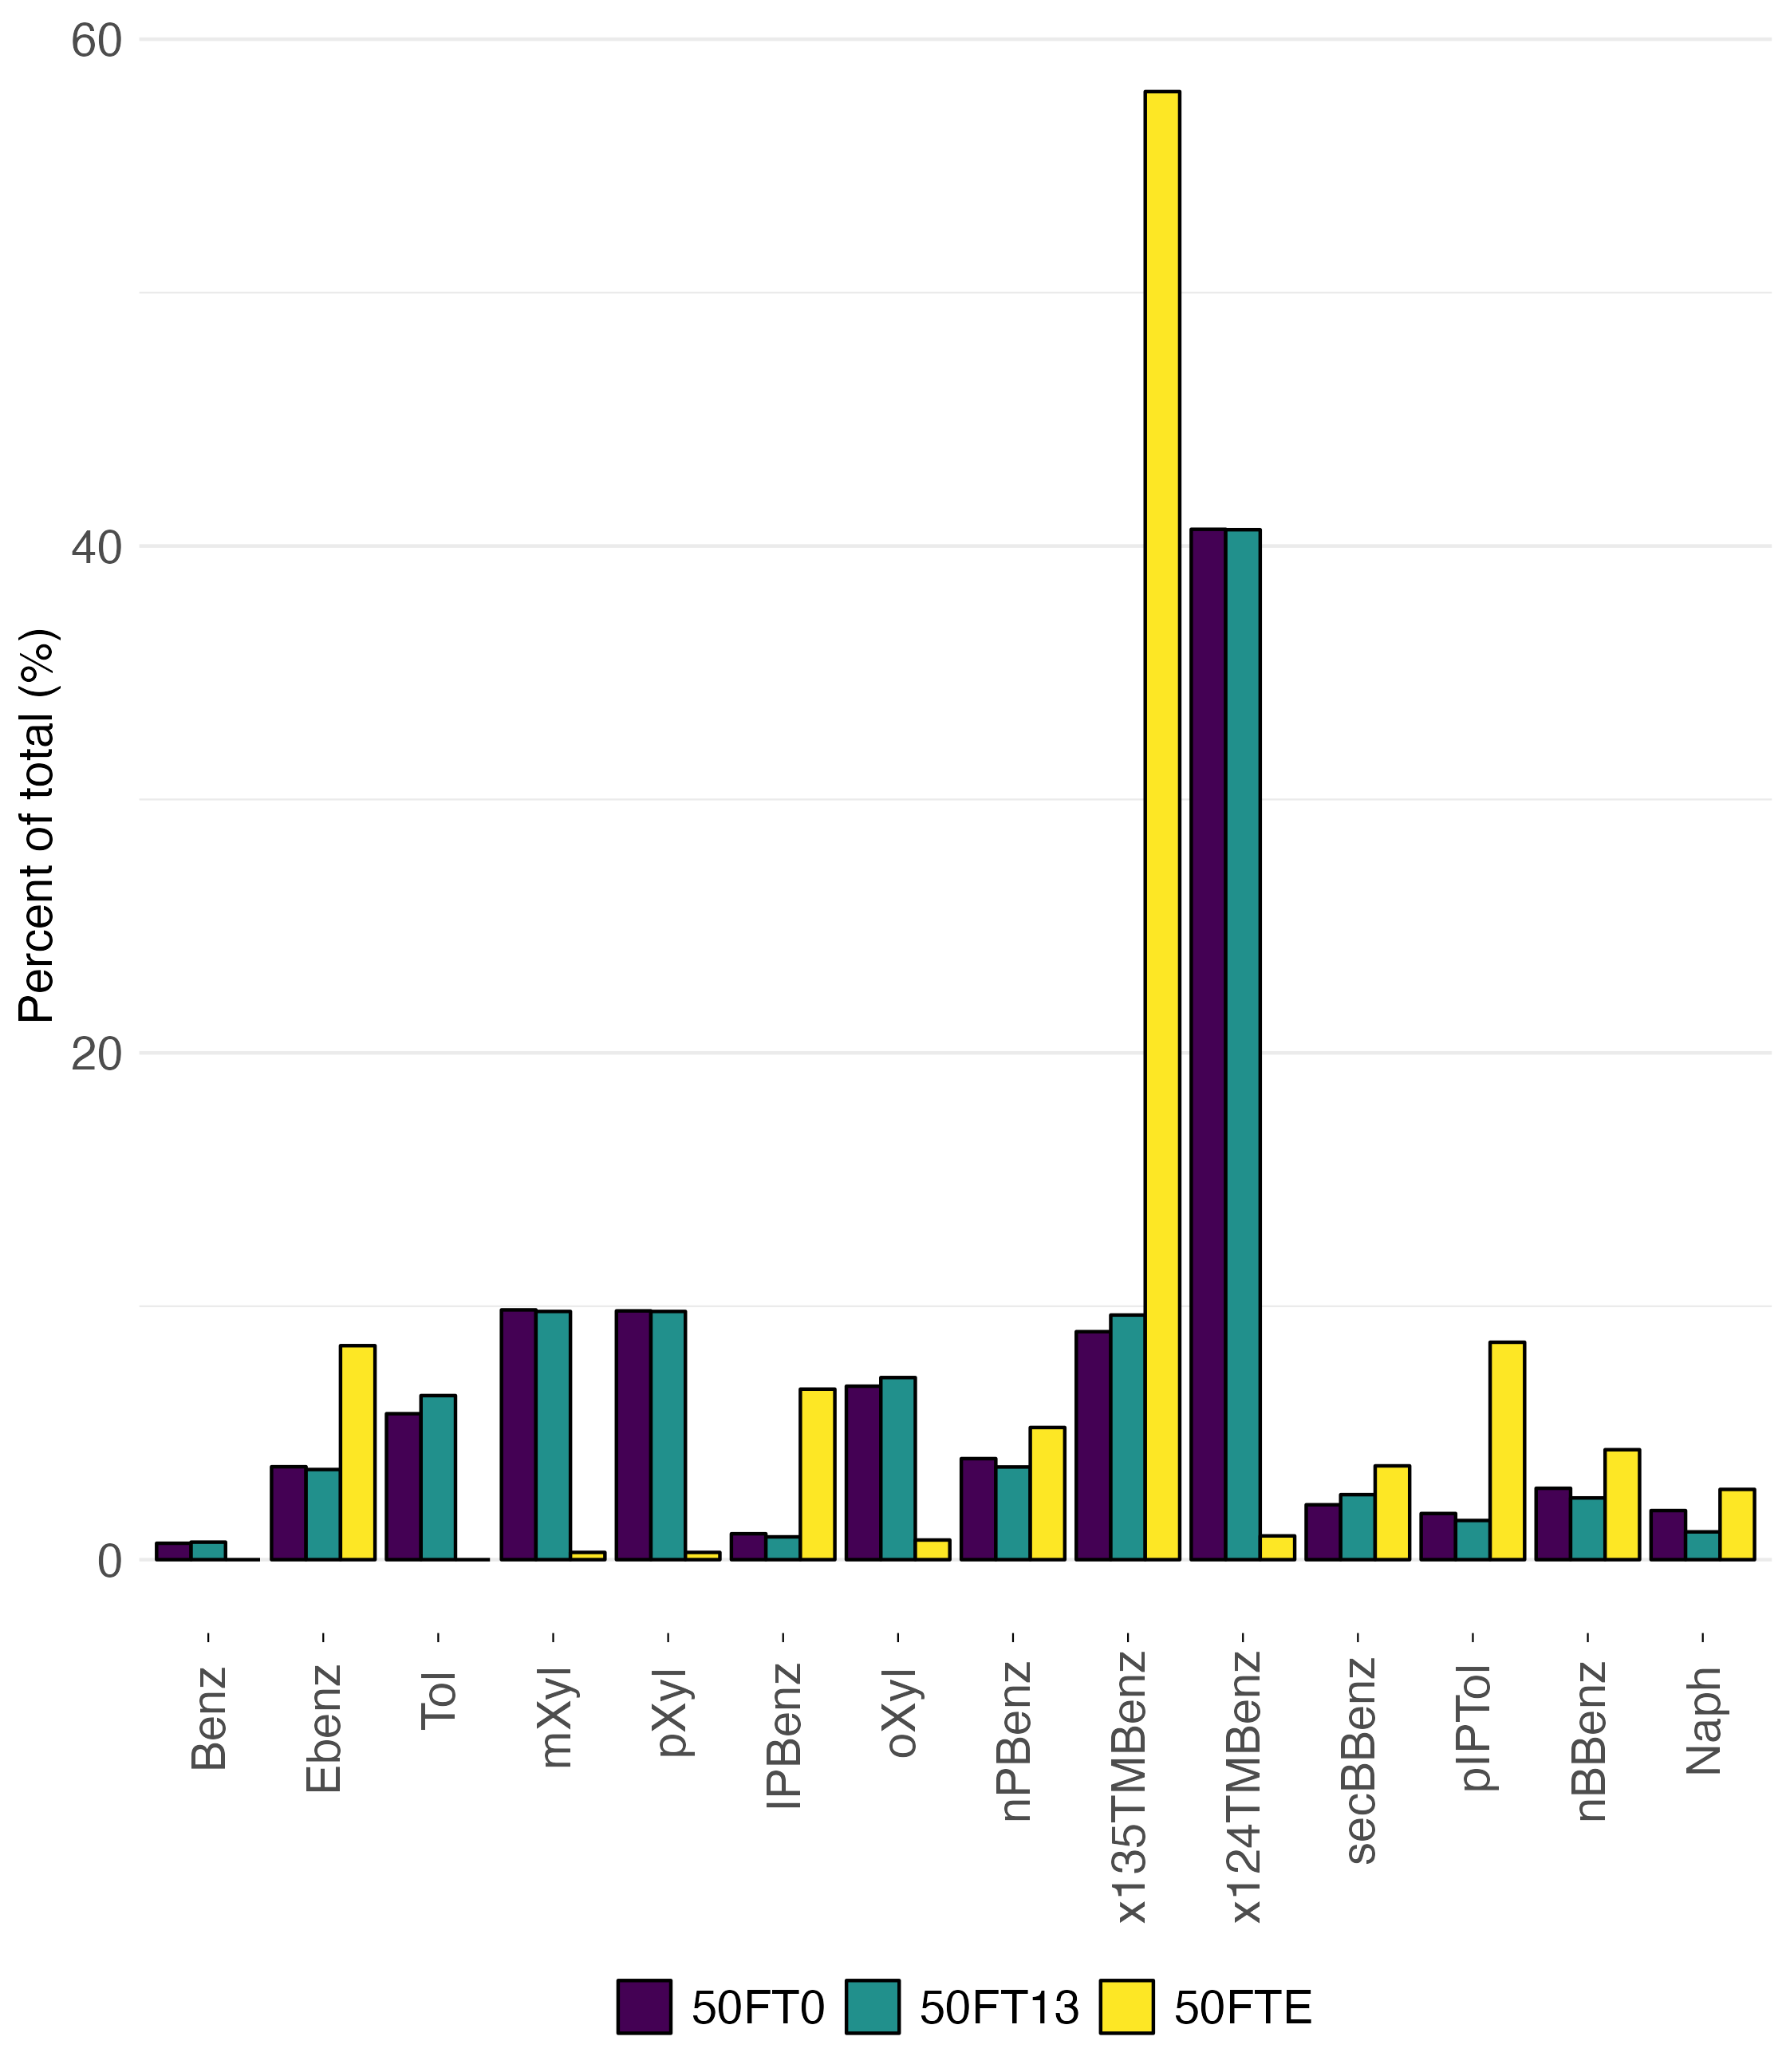 60
40
20
0
Percent of total (%)
Benz
Ebenz
Tol
mXyl
pXyl
IPBenz
oXyl
nPBenz
x135TMBenz
x124TMBenz
secBBenz
pIPTol
nBBenz
Naph
50FT0 50FT13 50FTE